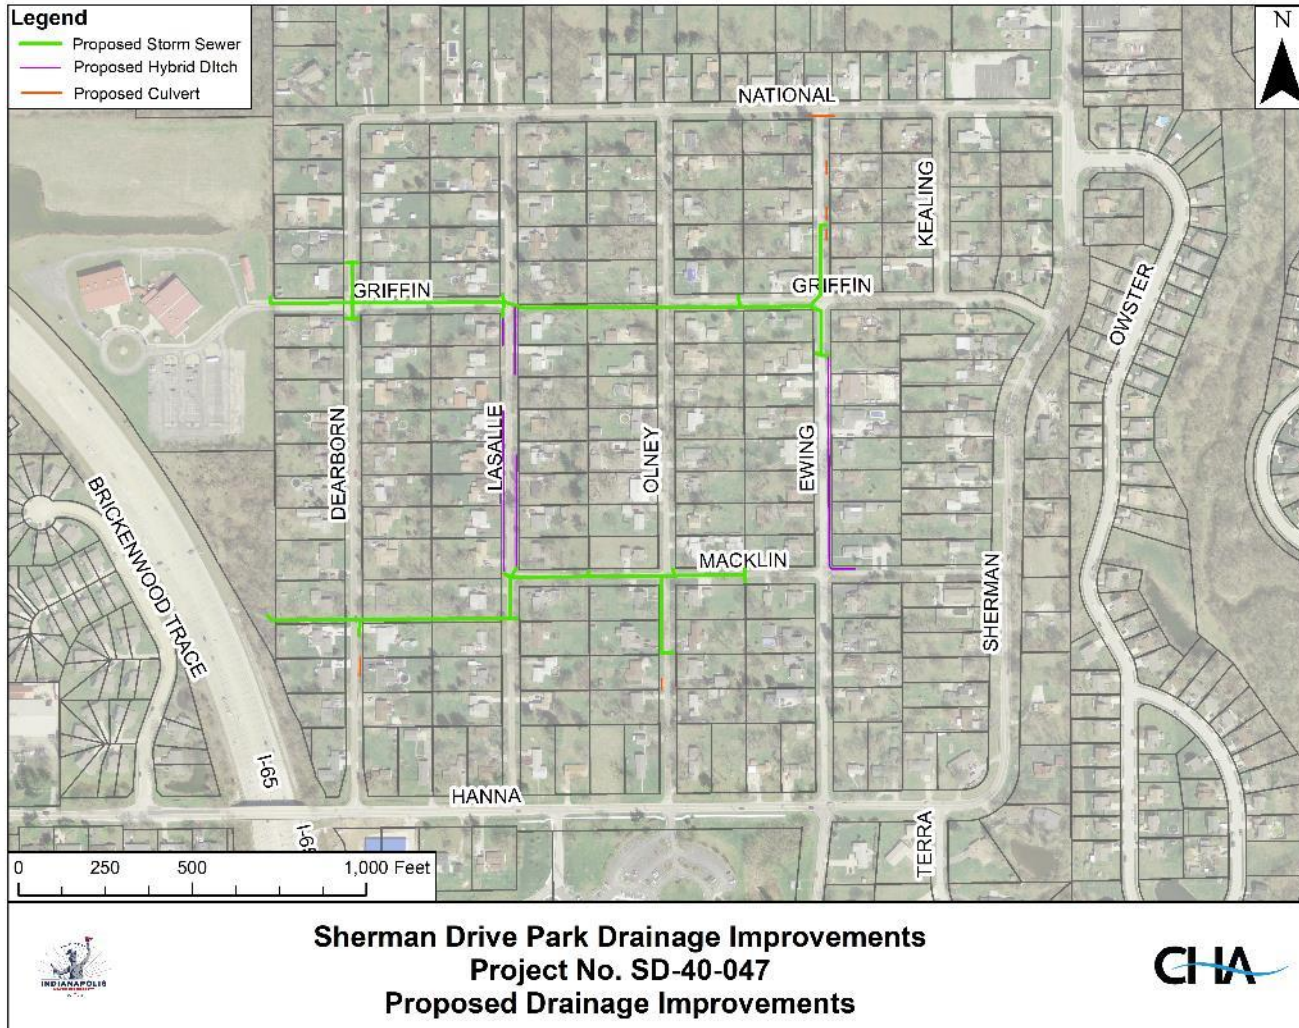 Legend
Proposed Storm Sewer
Proposed Hybrid DItch
Proposed Culvert
N
NATIONAL
KEALING
GRIFFIN
GRIFFIN
OWSTER
DEARBORN
LASALLE
OLNEY
EWING
BRICKENWOOD TRACE
MACKLIN
SHERMAN
I-65
HANNA
I-65
TERRA
0 250 500 1,000 Feet
Sherman Drive Park Drainage Improvements
Project No. SD-40-047
Proposed Drainage Improvements
INDIANAPOLIS
CHA